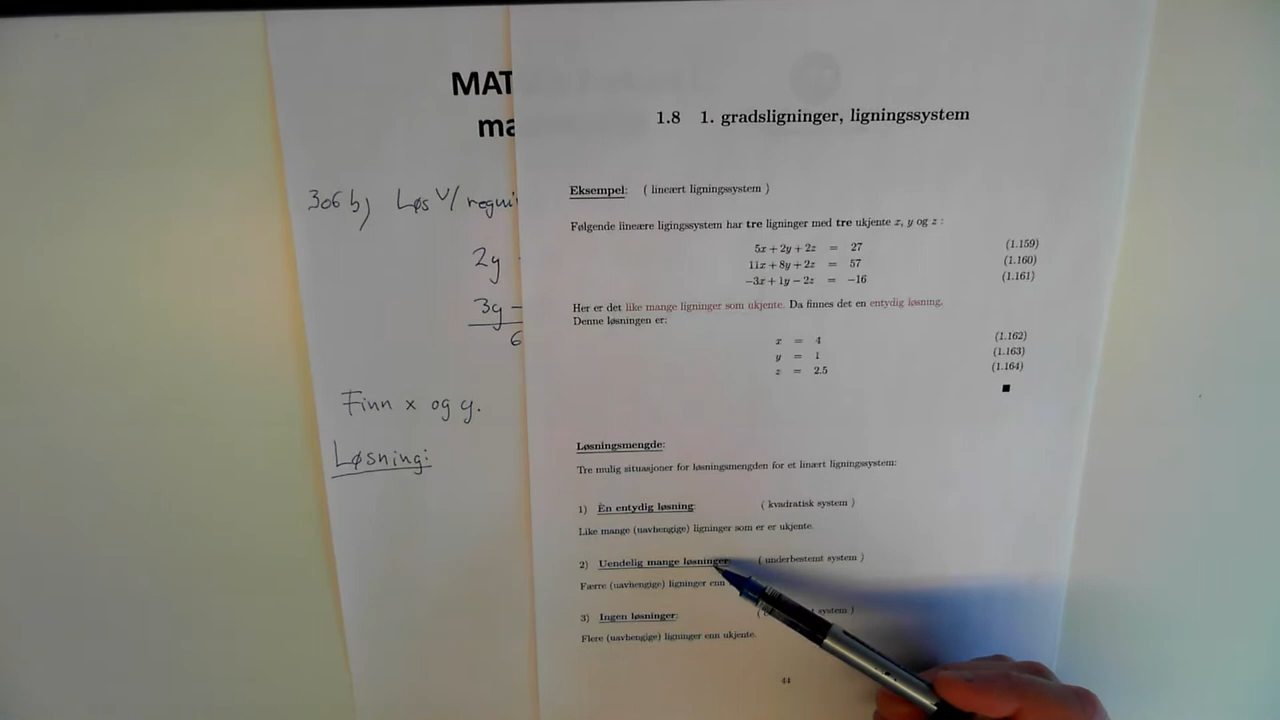 MAT
ma
306 b) Løs v/
2y
3y -
6
Finn x og y.
Løsning:
1.8 1. gradsligninger, ligningssystem
Eksempel: ( lineært ligningssystem )
Følgende lineære ligingssystem har tre ligninger med tre ukjente x, y og z :
5x + 2y + 2z = 27 (1.159)
11x + 8y + 2z = 57 (1.160)
−3x + 1y − 2z = −16 (1.161)
Her er det like mange ligninger som ukjente. Da finnes det en entydig løsning.
Denne løsningen er:
x = 4 (1.162)
y = 1 (1.163)
z = 2.5 (1.164)
Løsningsmengde:
Tre mulig situasjoner for løsningsmengden for et linært ligningssystem:
1) Èn entydig løsning: ( kvadratisk system )
Like mange (uavhengige) ligninger som er er ukjente.
2) Uendelig mange løsninger: ( underbestemt system )
Færre (uavhengige) ligninger enn
3) Ingen løsninger: ( system )
Flere (uavhengige) ligninger enn ukjente.
44